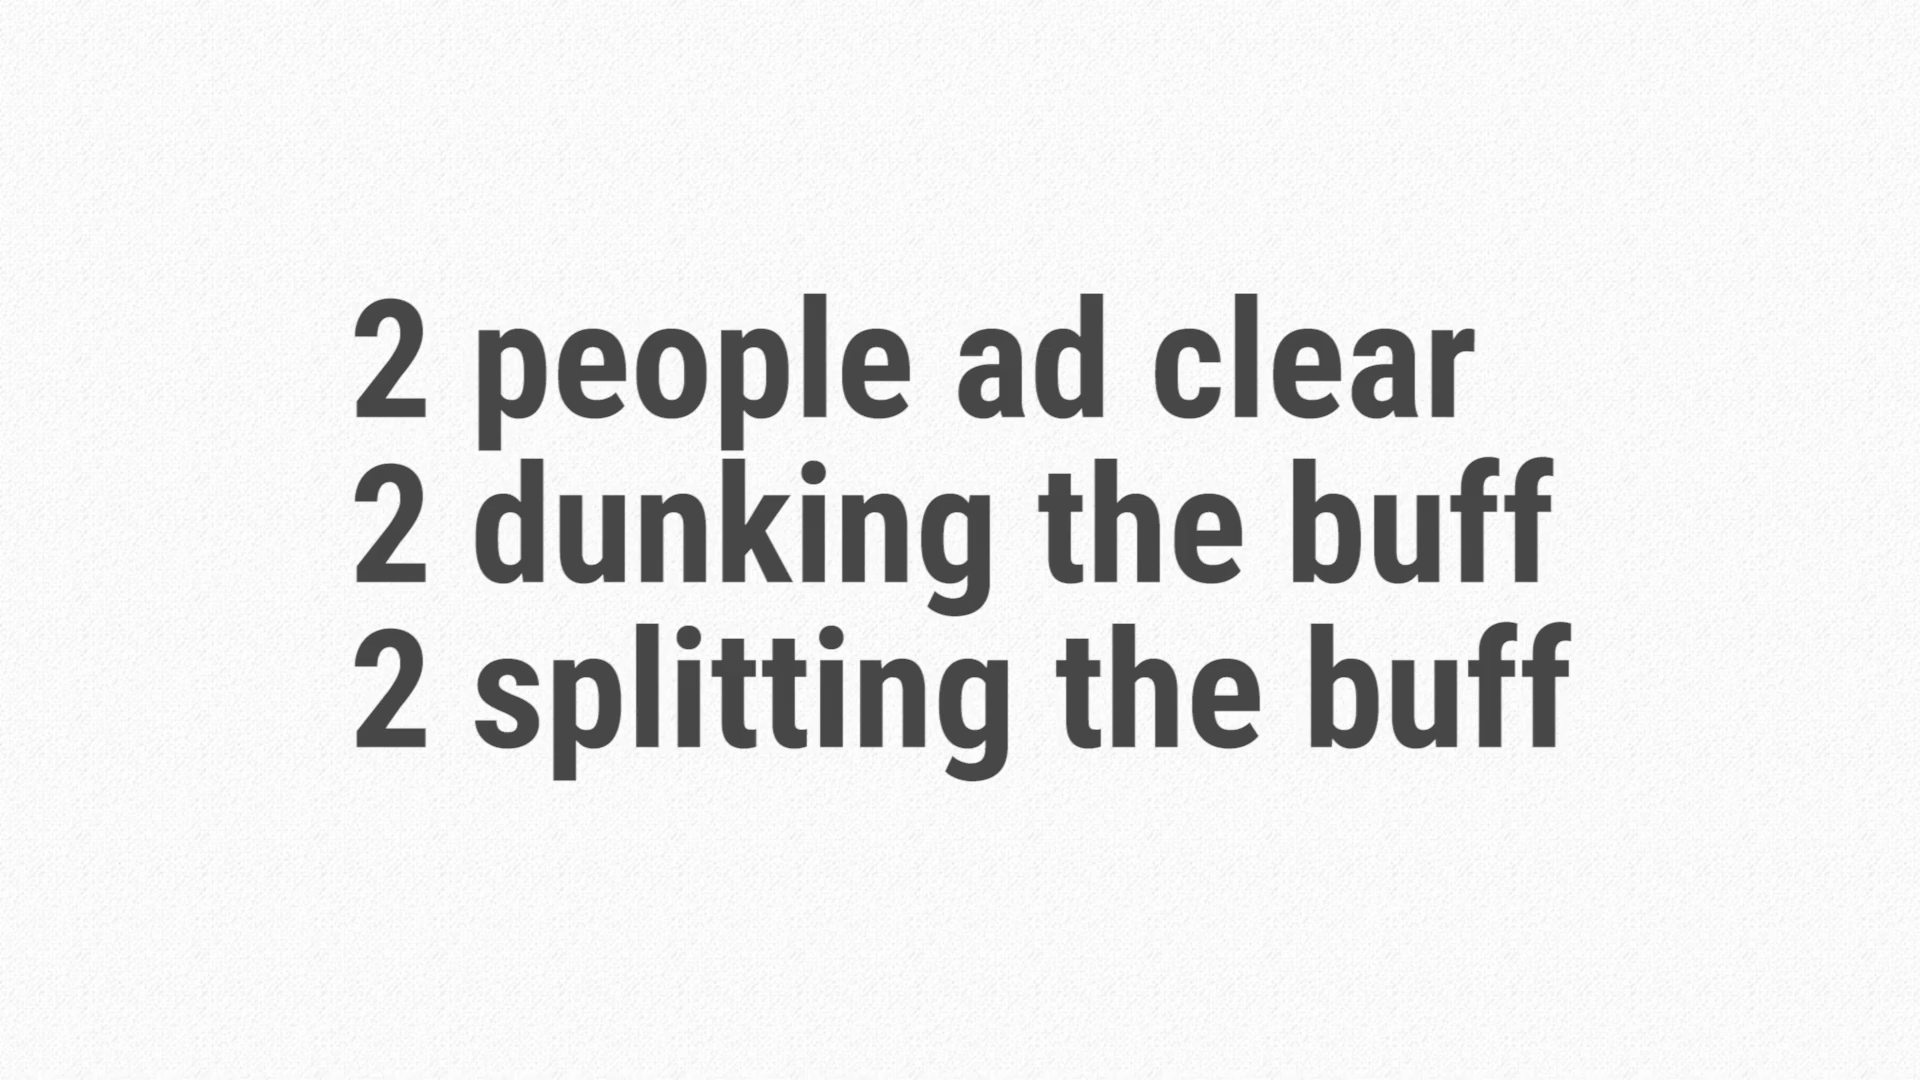 2 people ad clear
2 dunking the buff
2 splitting the buff